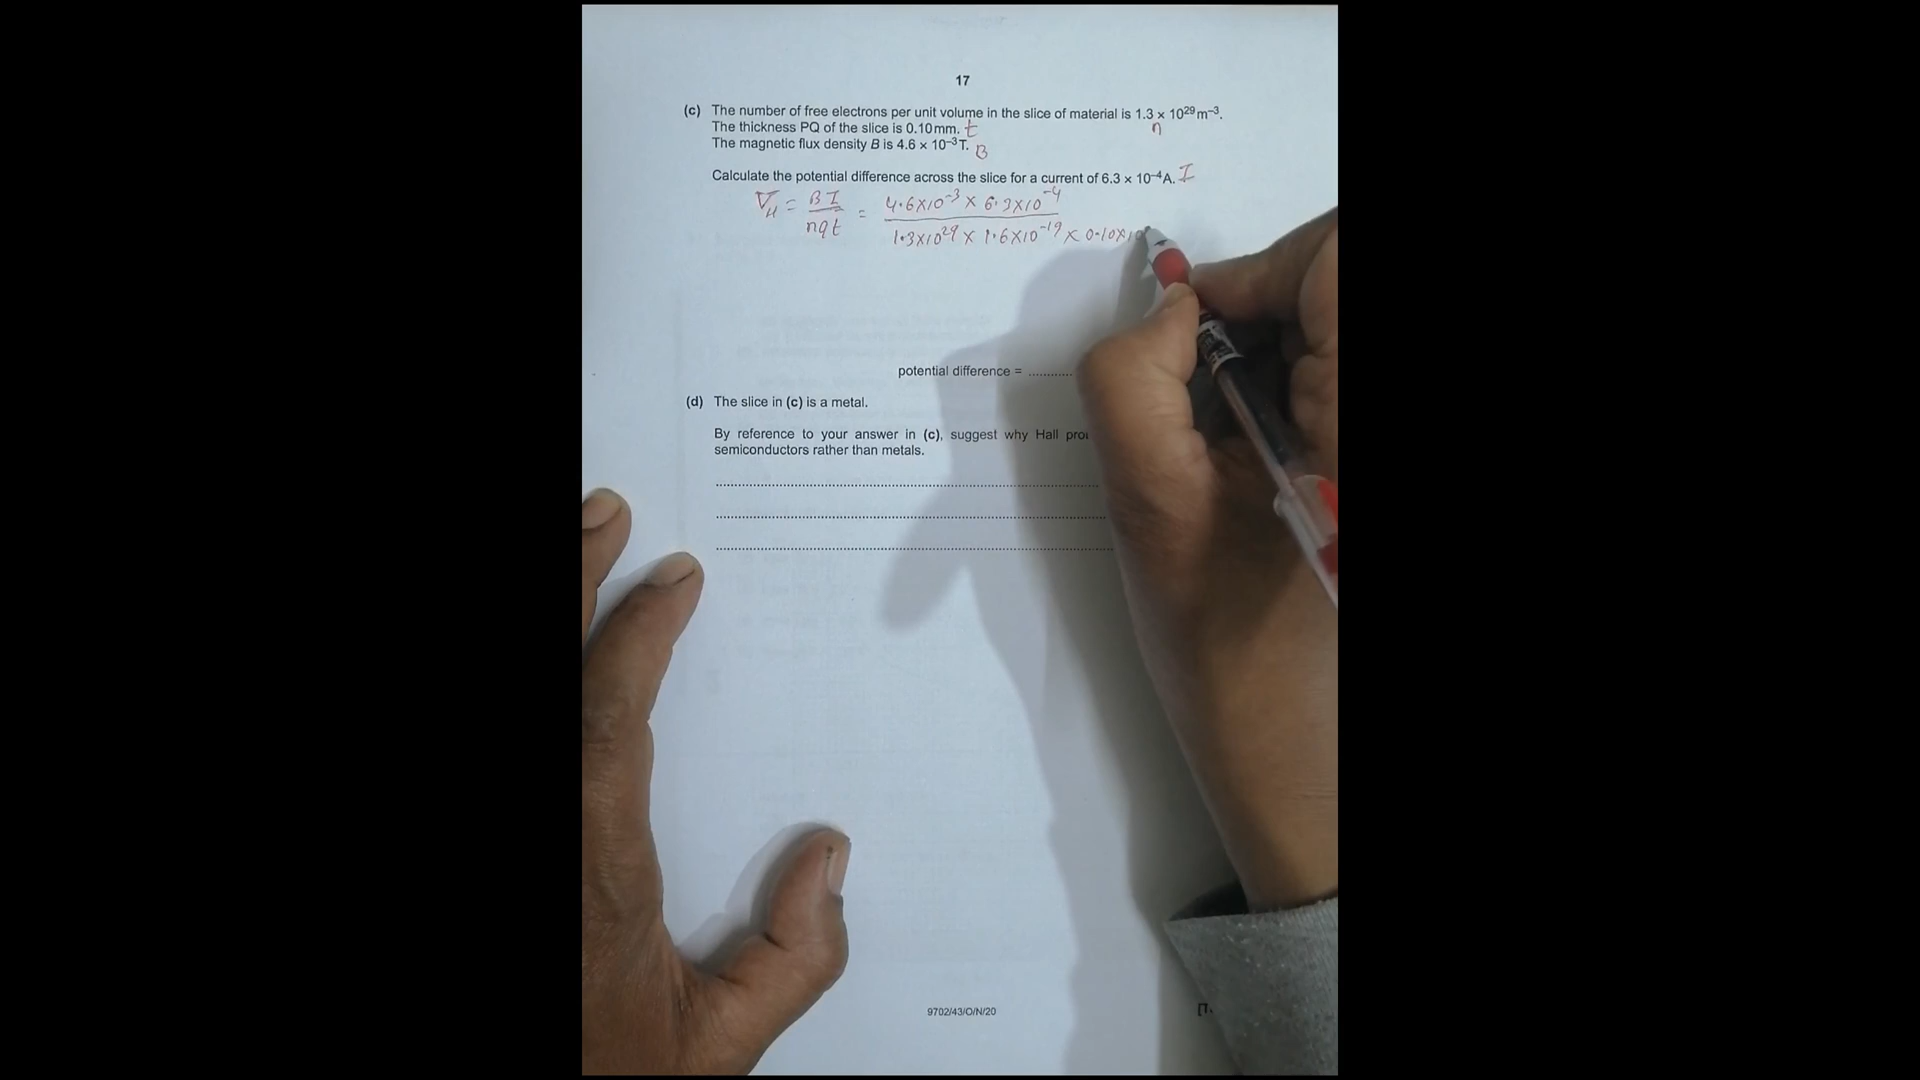 17
(c) The number of free electrons per unit volume in the slice of material is 1.3 × 10²⁹ m⁻³.
n
The thickness PQ of the slice is 0.10 mm. t
The magnetic flux density B is 4.6 × 10⁻³ T. B
Calculate the potential difference across the slice for a current of 6.3 × 10⁻⁴ A. I
V_H = BI / nqt = 4.6×10⁻³ × 6.3×10⁻⁴ / 1.3×10²⁹ × 1.6×10⁻¹⁹ × 0.10×10
potential difference = ............
(d) The slice in (c) is a metal.
By reference to your answer in (c), suggest why Hall
semiconductors rather than metals.
9702/43/O/N/20